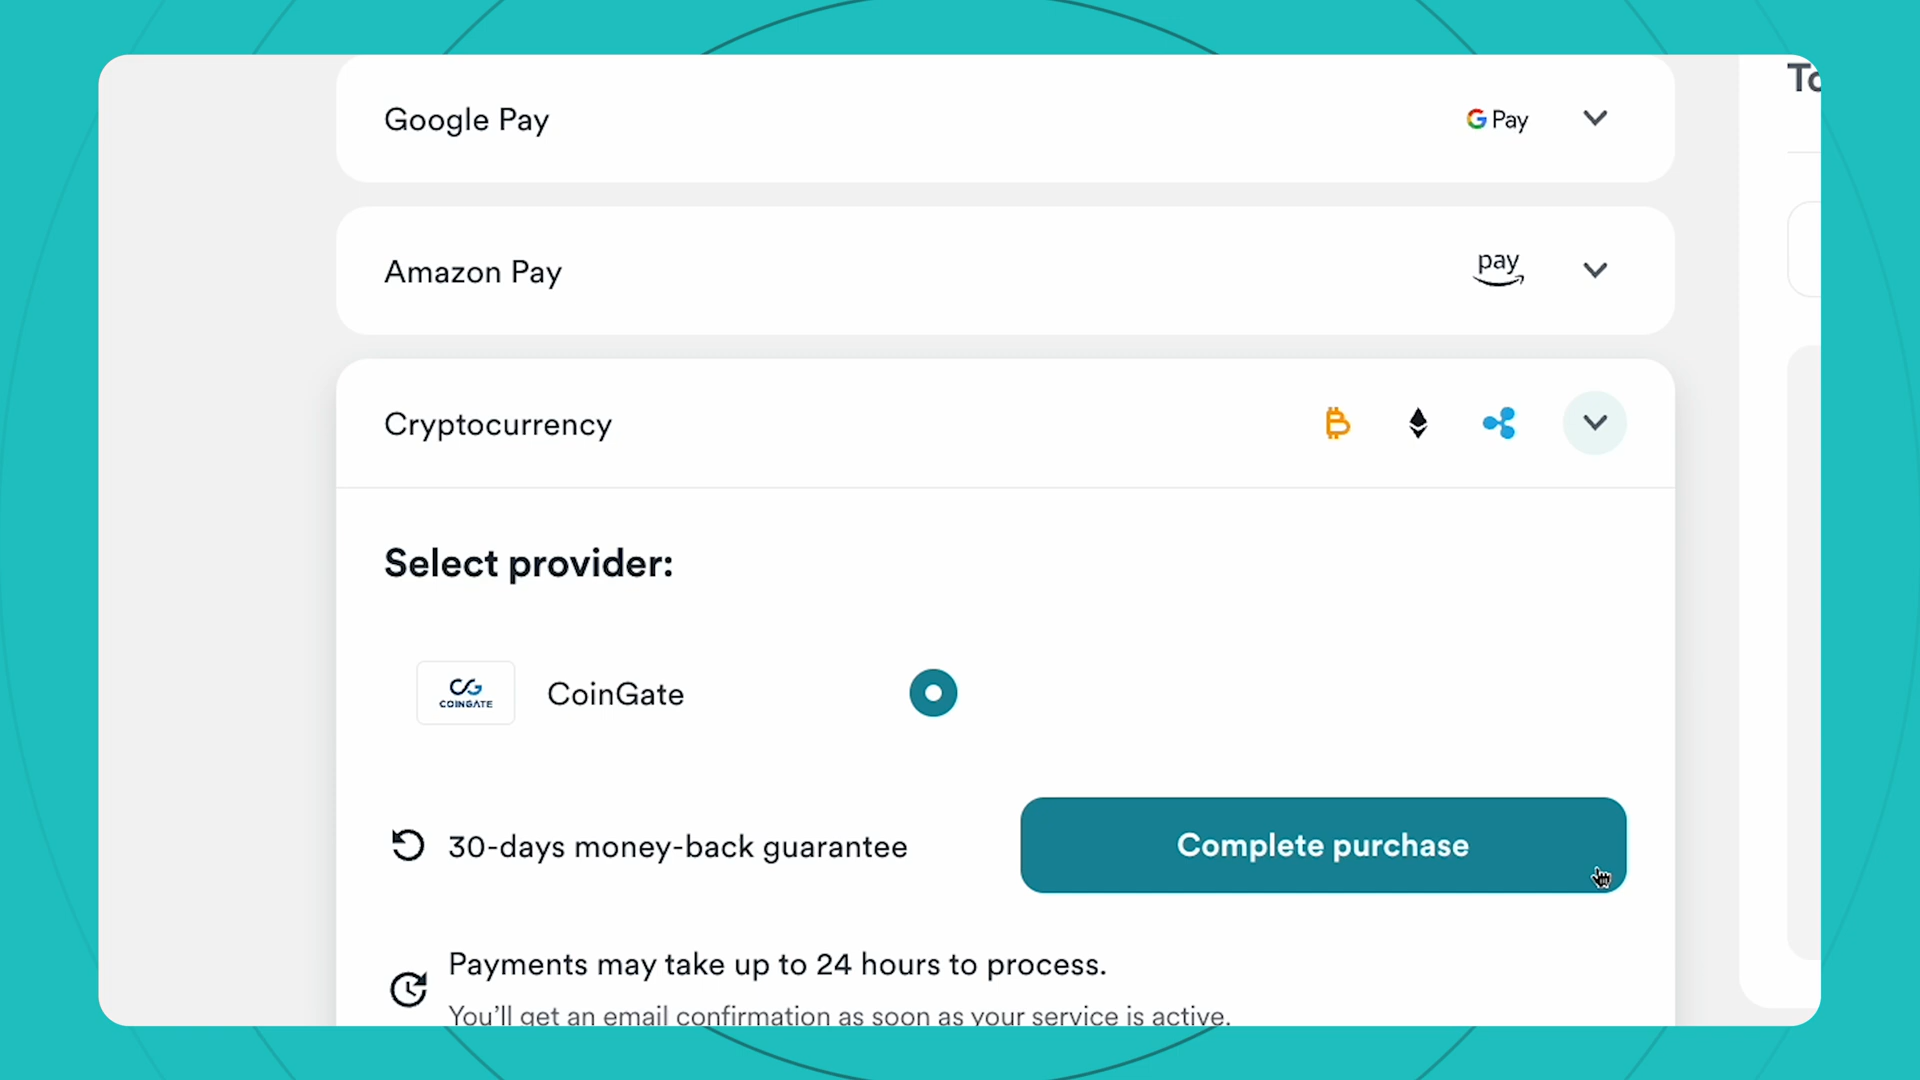 To
Google Pay
G Pay
Amazon Pay
pay
Cryptocurrency
Select provider:
COINGATE
CoinGate
30-days money-back guarantee
Complete purchase
Payments may take up to 24 hours to process.
You'll get an email confirmation as soon as your service is active.